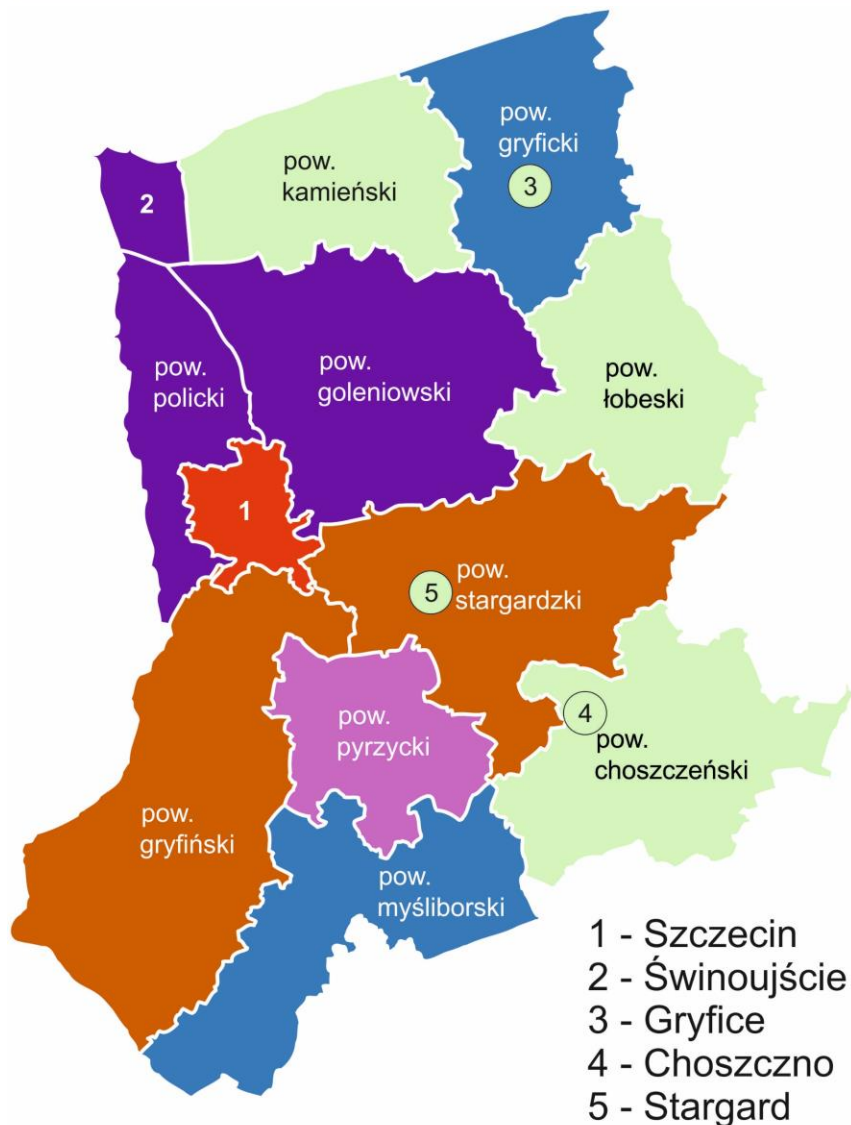 pow.
gryficki
3
pow.
kamieński
2
pow.
policki
pow.
goleniowski
pow.
łobeski
1
5
pow.
stargardzki
4
pow.
choszczeński
pow.
pyrzycki
pow.
gryfiński
pow.
myśliborski
1 - Szczecin
2 - Świnoujście
3 - Gryfice
4 - Choszczno
5 - Stargard